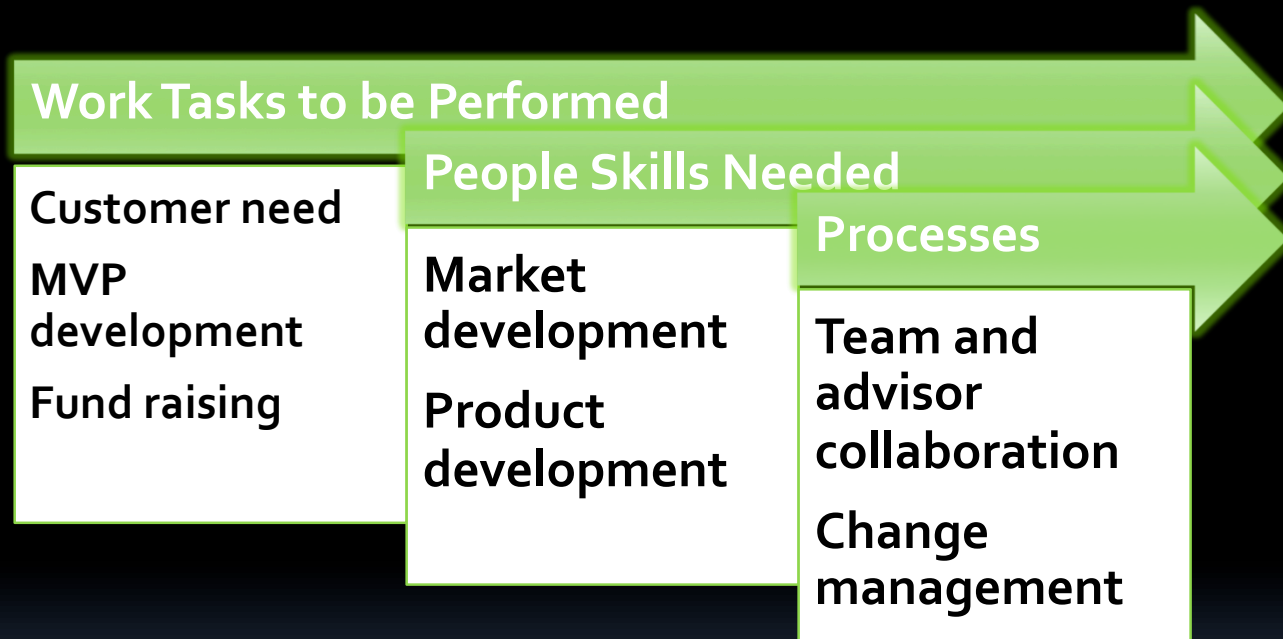 Work Tasks to be Performed
Customer need
MVP
development
Fund raising
People Skills Needed
Market
development
Product
development
Processes
Team and
advisor
collaboration
Change
management